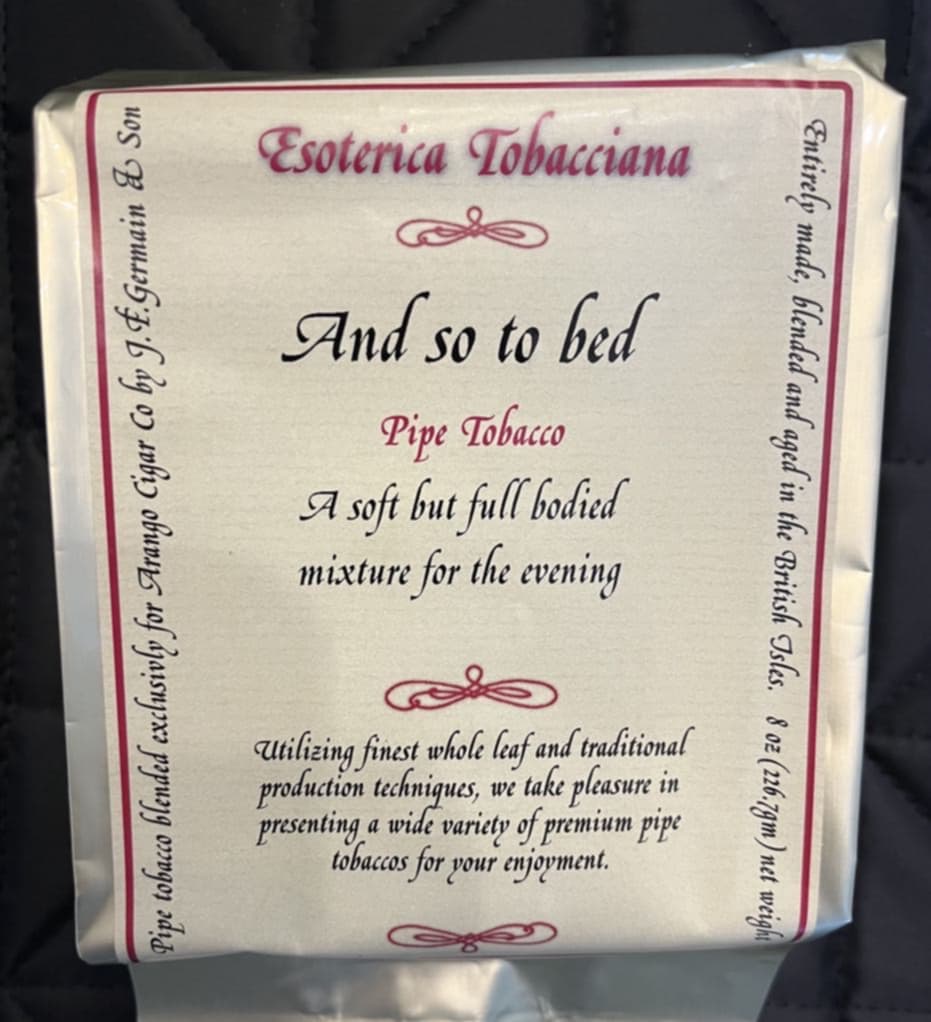 Esoterica Tobacciana
And so to bed
Pipe Tobacco
A soft but full bodied
mixture for the evening
Utilizing finest whole leaf and traditional
production techniques, we take pleasure in
presenting a wide variety of premium pipe
tobaccos for your enjoyment.
Pipe tobacco blended exclusivly for Arango Cigar Co by J.E.Germain & Son
Entirely made, blended and aged in the British Isles. 8 oz (226.7gm) net weight